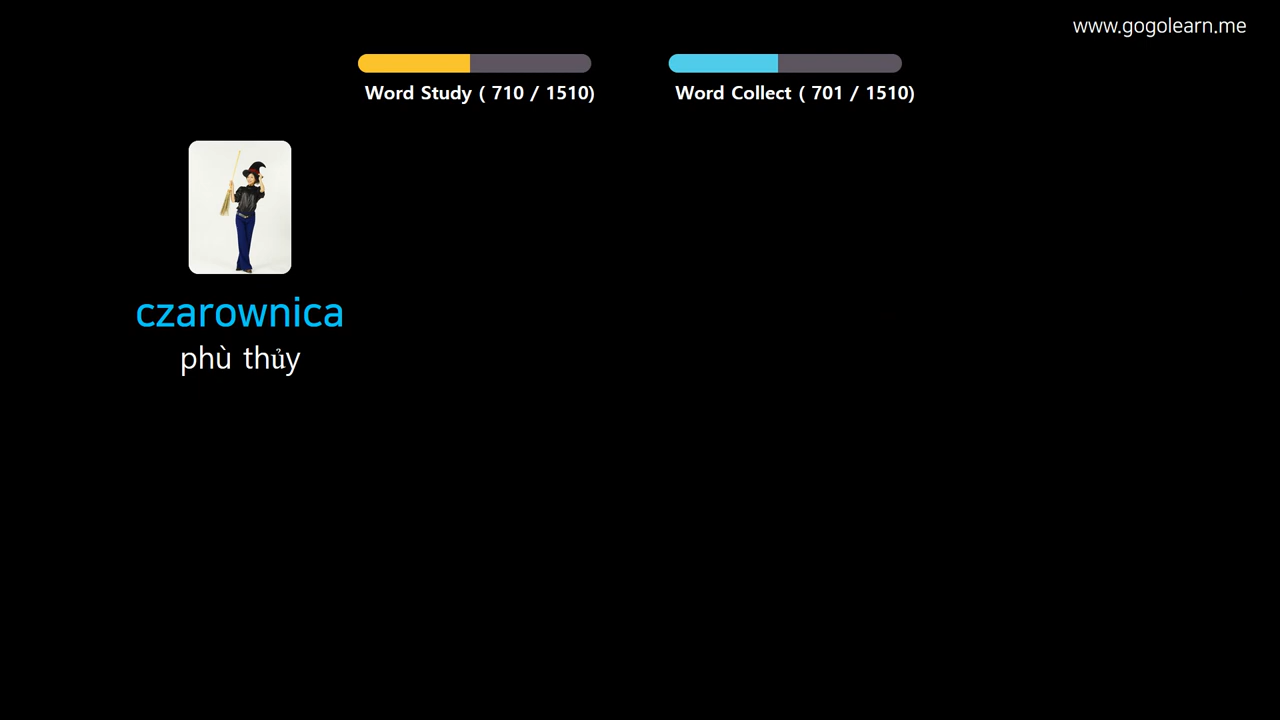 www.gogolearn.me
Word Study ( 710 / 1510)
Word Collect ( 701 / 1510)
czarownica
phù thủy